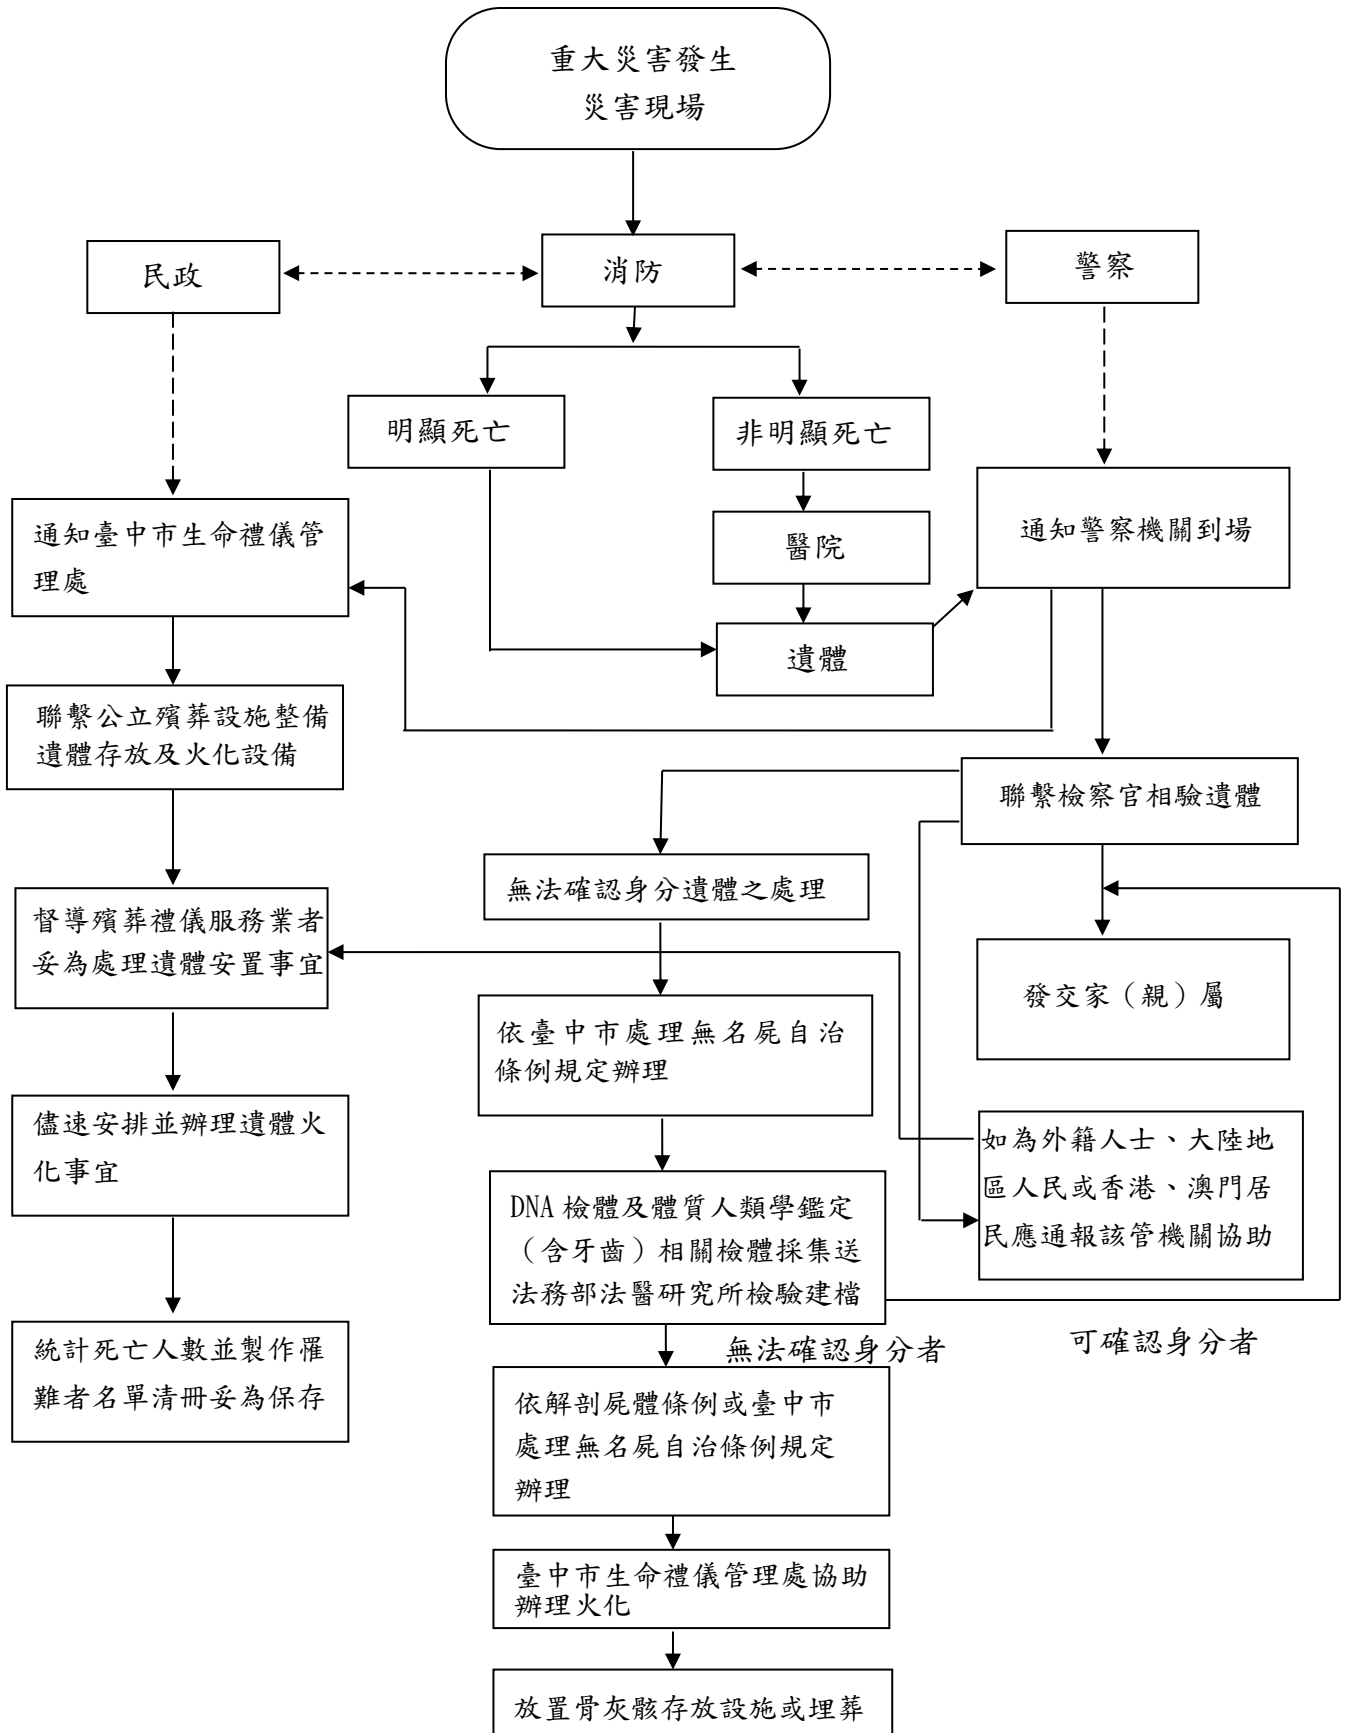 重大災害發生
災害現場
民政
消防
警察
明顯死亡
非明顯死亡
通知臺中市生命禮儀管
理處
醫院
通知警察機關到場
遺體
聯繫公立殯葬設施整備
遺體存放及火化設備
聯繫檢察官相驗遺體
無法確認身分遺體之處理
督導殯葬禮儀服務業者
妥為處理遺體安置事宜
發交家（親）屬
依臺中市處理無名屍自治
條例規定辦理
儘速安排並辦理遺體火
化事宜
如為外籍人士、大陸地
區人民或香港、澳門居
民應通報該管機關協助
DNA 檢體及體質人類學鑑定
（含牙齒）相關檢體採集送
法務部法醫研究所檢驗建檔
無法確認身分者
可確認身分者
統計死亡人數並製作罹
難者名單清冊妥為保存
依解剖屍體條例或臺中市
處理無名屍自治條例規定
辦理
臺中市生命禮儀管理處協助
辦理火化
放置骨灰骸存放設施或埋葬